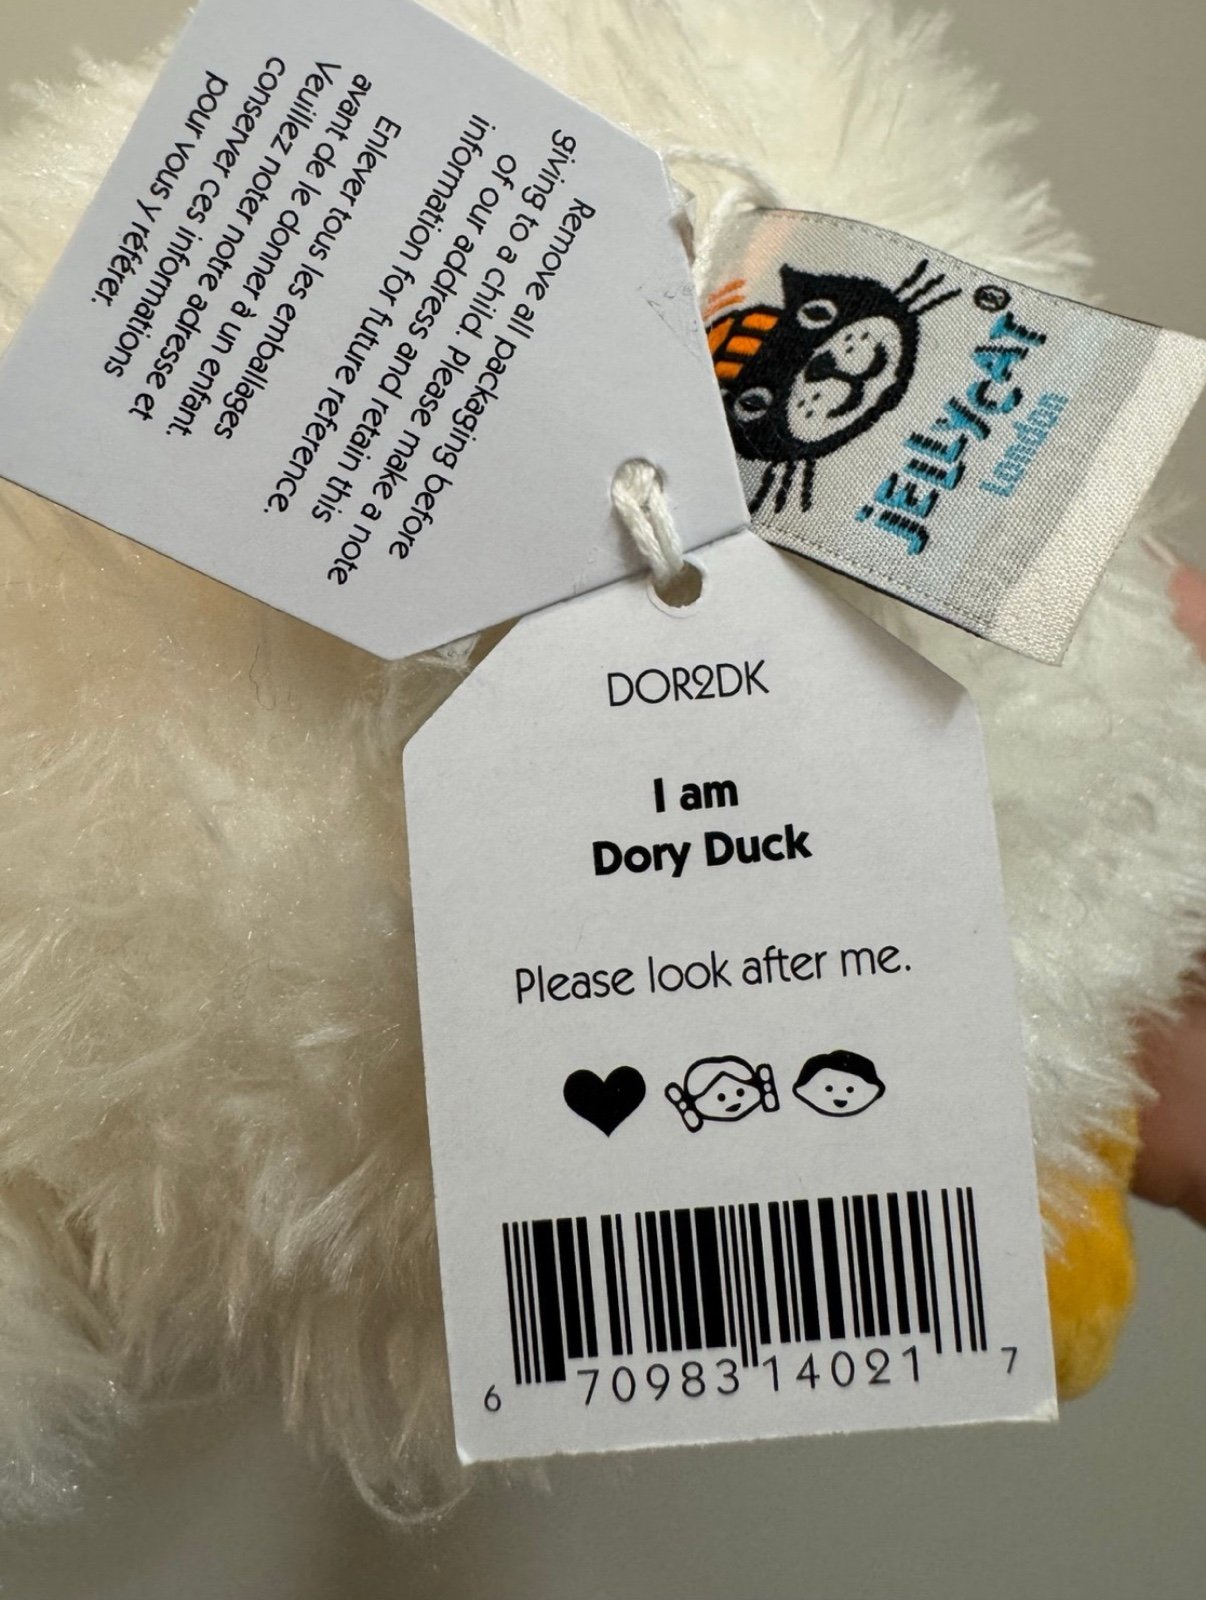 Remove all packaging before
giving to a child. Please make a note
of our address and retain this
information for future reference.
Enlever tous les emballages
avant de le donner à un enfant.
Veuillez noter notre adresse et
conserver ces informations
pour vous y référer.
JELLYCAT®
London
DOR2DK
I am
Dory Duck
Please look after me.
6 70983 14021 7